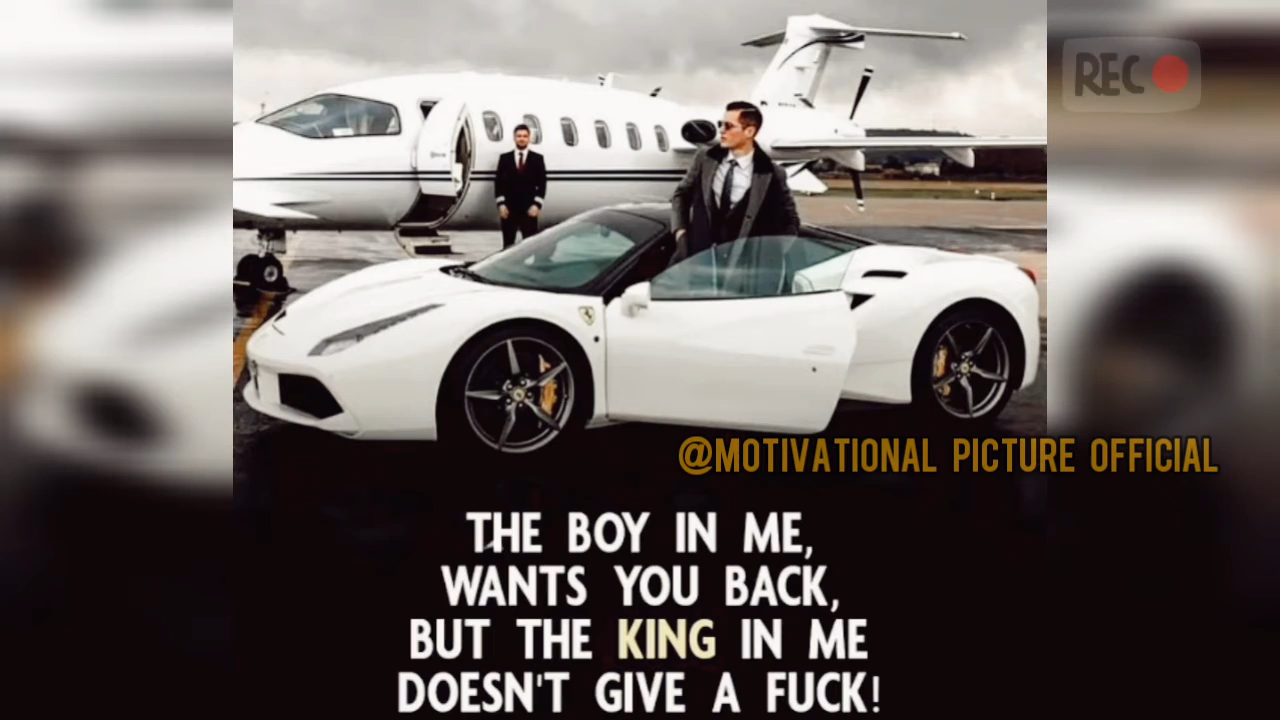 REC
@MOTIVATIONAL PICTURE OFFICIAL
THE BOY IN ME,
WANTS YOU BACK,
BUT THE KING IN ME
DOESN'T GIVE A FUCK!